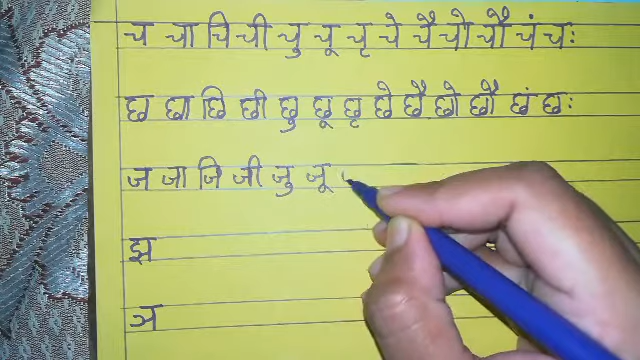 च चा चि ची चु चू चृ चे चै चो चौ चं चः
छ छा छि छी छु छू छृ छे छै छो छौ छं छः
ज जा जि जी जु जू
झ
ञ